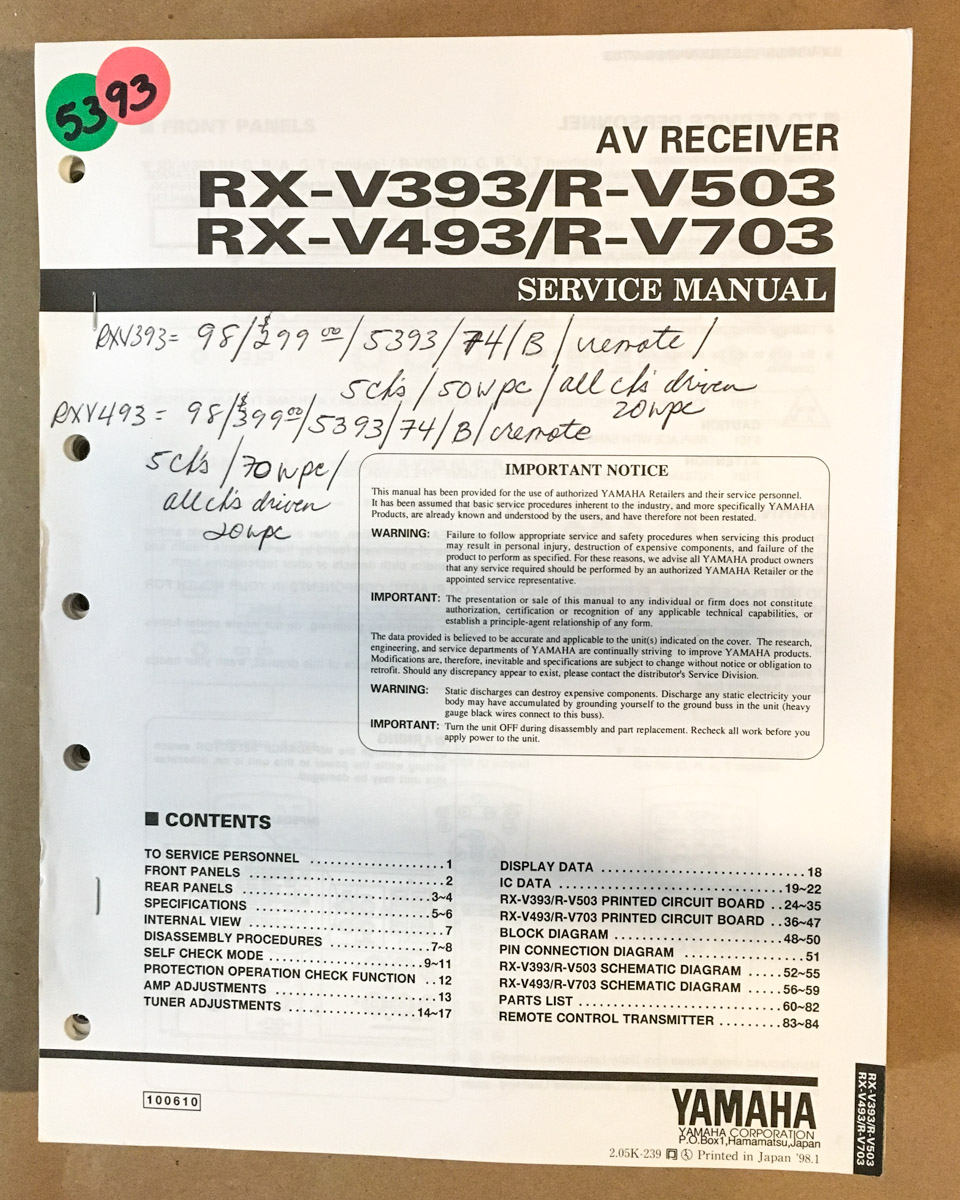 5393
AV RECEIVER
RX-V393/R-V503
RX-V493/R-V703
SERVICE MANUAL
RXV393= 98/$299.00/5393/74/B/remote/
5ch's/50wpc/all ch's driven
20wpc
RXV493= 98/$399.00/5393/74/B/remote
5ch's/70wpc/
all ch's driven
20wpc
IMPORTANT NOTICE
This manual has been provided for the use of authorized YAMAHA Retailers and their service personnel.
It has been assumed that basic service procedures inherent to the industry, and more specifically YAMAHA
Products, are already known and understood by the users, and have therefore not been restated.
WARNING: Failure to follow appropriate service and safety procedures when servicing this product
may result in personal injury, destruction of expensive components, and failure of the
product to perform as specified. For these reasons, we advise all YAMAHA product owners
that any service required should be performed by an authorized YAMAHA Retailer or the
appointed service representative.
IMPORTANT: The presentation or sale of this manual to any individual or firm does not constitute
authorization, certification or recognition of any applicable technical capabilities, or
establish a principle-agent relationship of any form.
The data provided is believed to be accurate and applicable to the unit(s) indicated on the cover. The research,
engineering, and service departments of YAMAHA are continually striving to improve YAMAHA products.
Modifications are, therefore, inevitable and specifications are subject to change without notice or obligation to
retrofit. Should any discrepancy appear to exist, please contact the distributor's Service Division.
WARNING: Static discharges can destroy expensive components. Discharge any static electricity your
body may have accumulated by grounding yourself to the ground buss in the unit (heavy
gauge black wires connect to this buss).
IMPORTANT: Turn the unit OFF during disassembly and part replacement. Recheck all work before you
apply power to the unit.
■ CONTENTS
TO SERVICE PERSONNEL ....................1
FRONT PANELS ..............................2
REAR PANELS ............................3~4
SPECIFICATIONS .........................5~6
INTERNAL VIEW .............................7
DISASSEMBLY PROCEDURES ...............7~8
SELF CHECK MODE ......................9~11
PROTECTION OPERATION CHECK FUNCTION ..12
AMP ADJUSTMENTS .........................13
TUNER ADJUSTMENTS ...................14~17
DISPLAY DATA ............................18
IC DATA ..............................19~22
RX-V393/R-V503 PRINTED CIRCUIT BOARD ..24~35
RX-V493/R-V703 PRINTED CIRCUIT BOARD ..36~47
BLOCK DIAGRAM ........................48~50
PIN CONNECTION DIAGRAM ..................51
RX-V393/R-V503 SCHEMATIC DIAGRAM .....52~55
RX-V493/R-V703 SCHEMATIC DIAGRAM .....56~59
PARTS LIST ...........................60~82
REMOTE CONTROL TRANSMITTER .........83~84
100610
YAMAHA
YAMAHA CORPORATION
P.O.Box1,Hamamatsu,Japan
2.05K-239 Printed in Japan '98.1
RX-V393/R-V503
RX-V493/R-V703